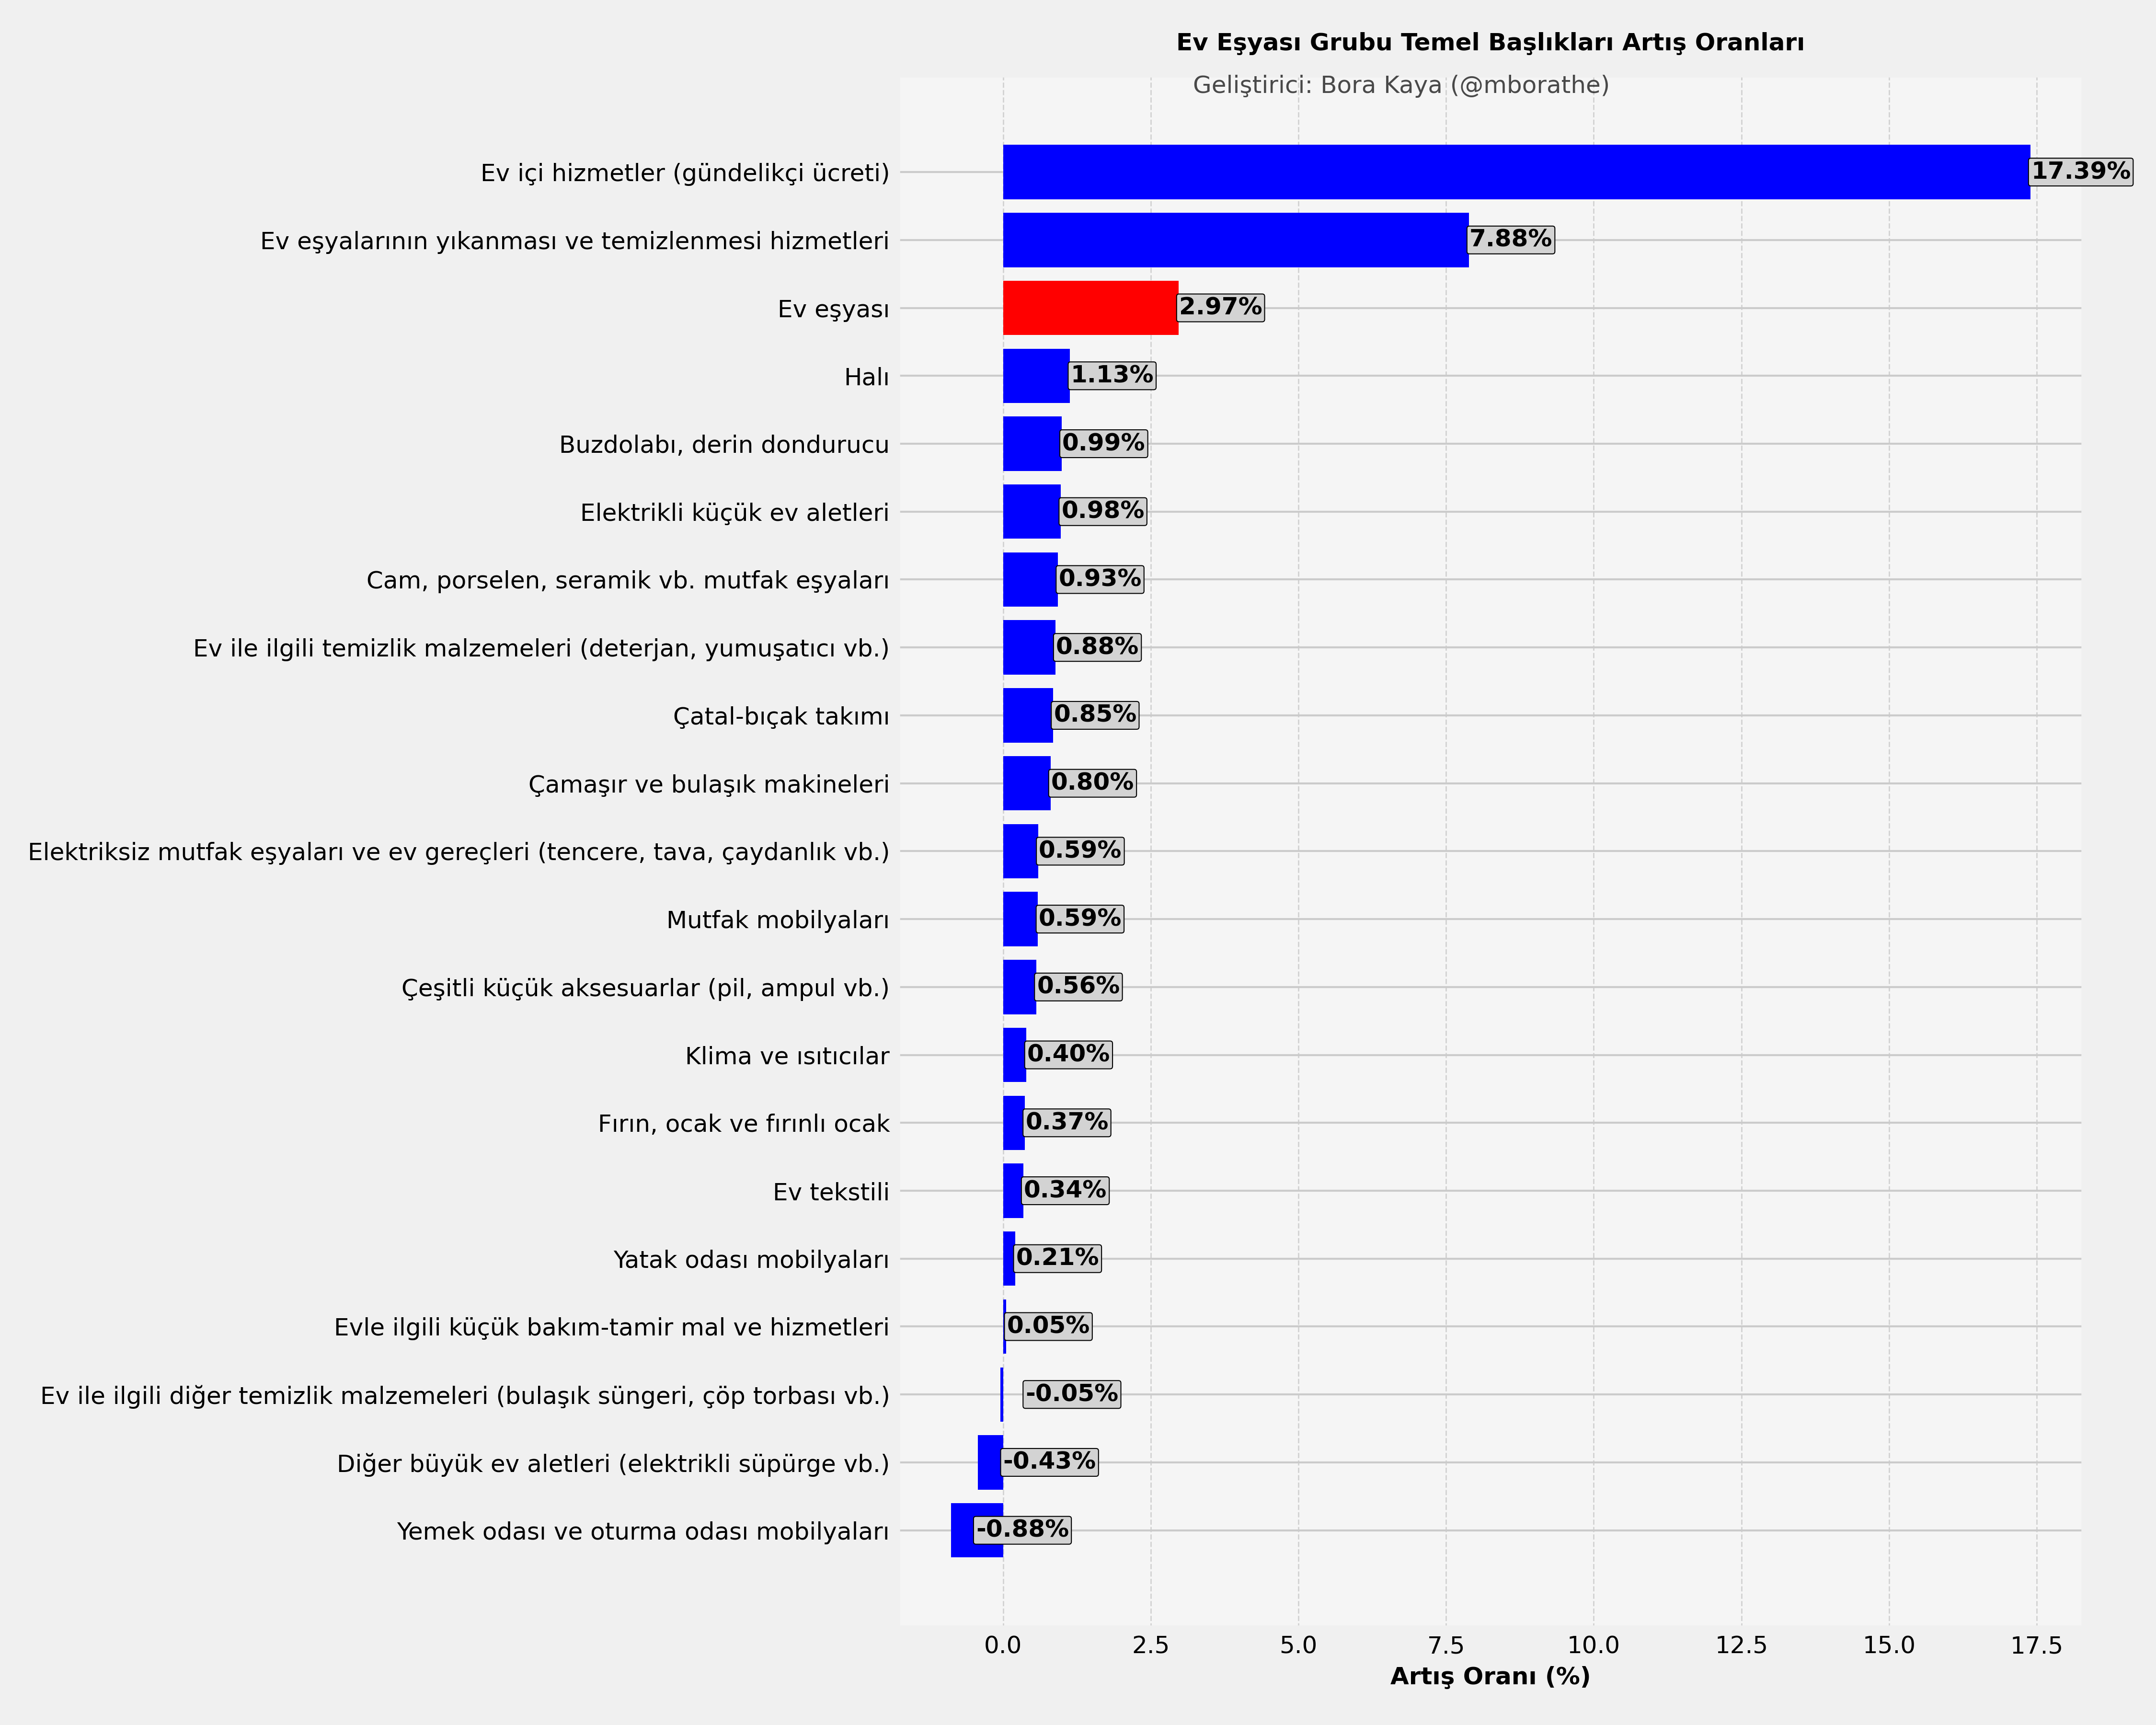 Ev Eşyası Grubu Temel Başlıkları Artış Oranları
Geliştirici: Bora Kaya (@mborathe)
Ev içi hizmetler (gündelikçi ücreti) 17.39%
Ev eşyalarının yıkanması ve temizlenmesi hizmetleri 7.88%
Ev eşyası 2.97%
Halı 1.13%
Buzdolabı, derin dondurucu 0.99%
Elektrikli küçük ev aletleri 0.98%
Cam, porselen, seramik vb. mutfak eşyaları 0.93%
Ev ile ilgili temizlik malzemeleri (deterjan, yumuşatıcı vb.) 0.88%
Çatal-bıçak takımı 0.85%
Çamaşır ve bulaşık makineleri 0.80%
Elektriksiz mutfak eşyaları ve ev gereçleri (tencere, tava, çaydanlık vb.) 0.59%
Mutfak mobilyaları 0.59%
Çeşitli küçük aksesuarlar (pil, ampul vb.) 0.56%
Klima ve ısıtıcılar 0.40%
Fırın, ocak ve fırınlı ocak 0.37%
Ev tekstili 0.34%
Yatak odası mobilyaları 0.21%
Evle ilgili küçük bakım-tamir mal ve hizmetleri 0.05%
Ev ile ilgili diğer temizlik malzemeleri (bulaşık süngeri, çöp torbası vb.) -0.05%
Diğer büyük ev aletleri (elektrikli süpürge vb.) -0.43%
Yemek odası ve oturma odası mobilyaları -0.88%
0.0 2.5 5.0 7.5 10.0 12.5 15.0 17.5
Artış Oranı (%)